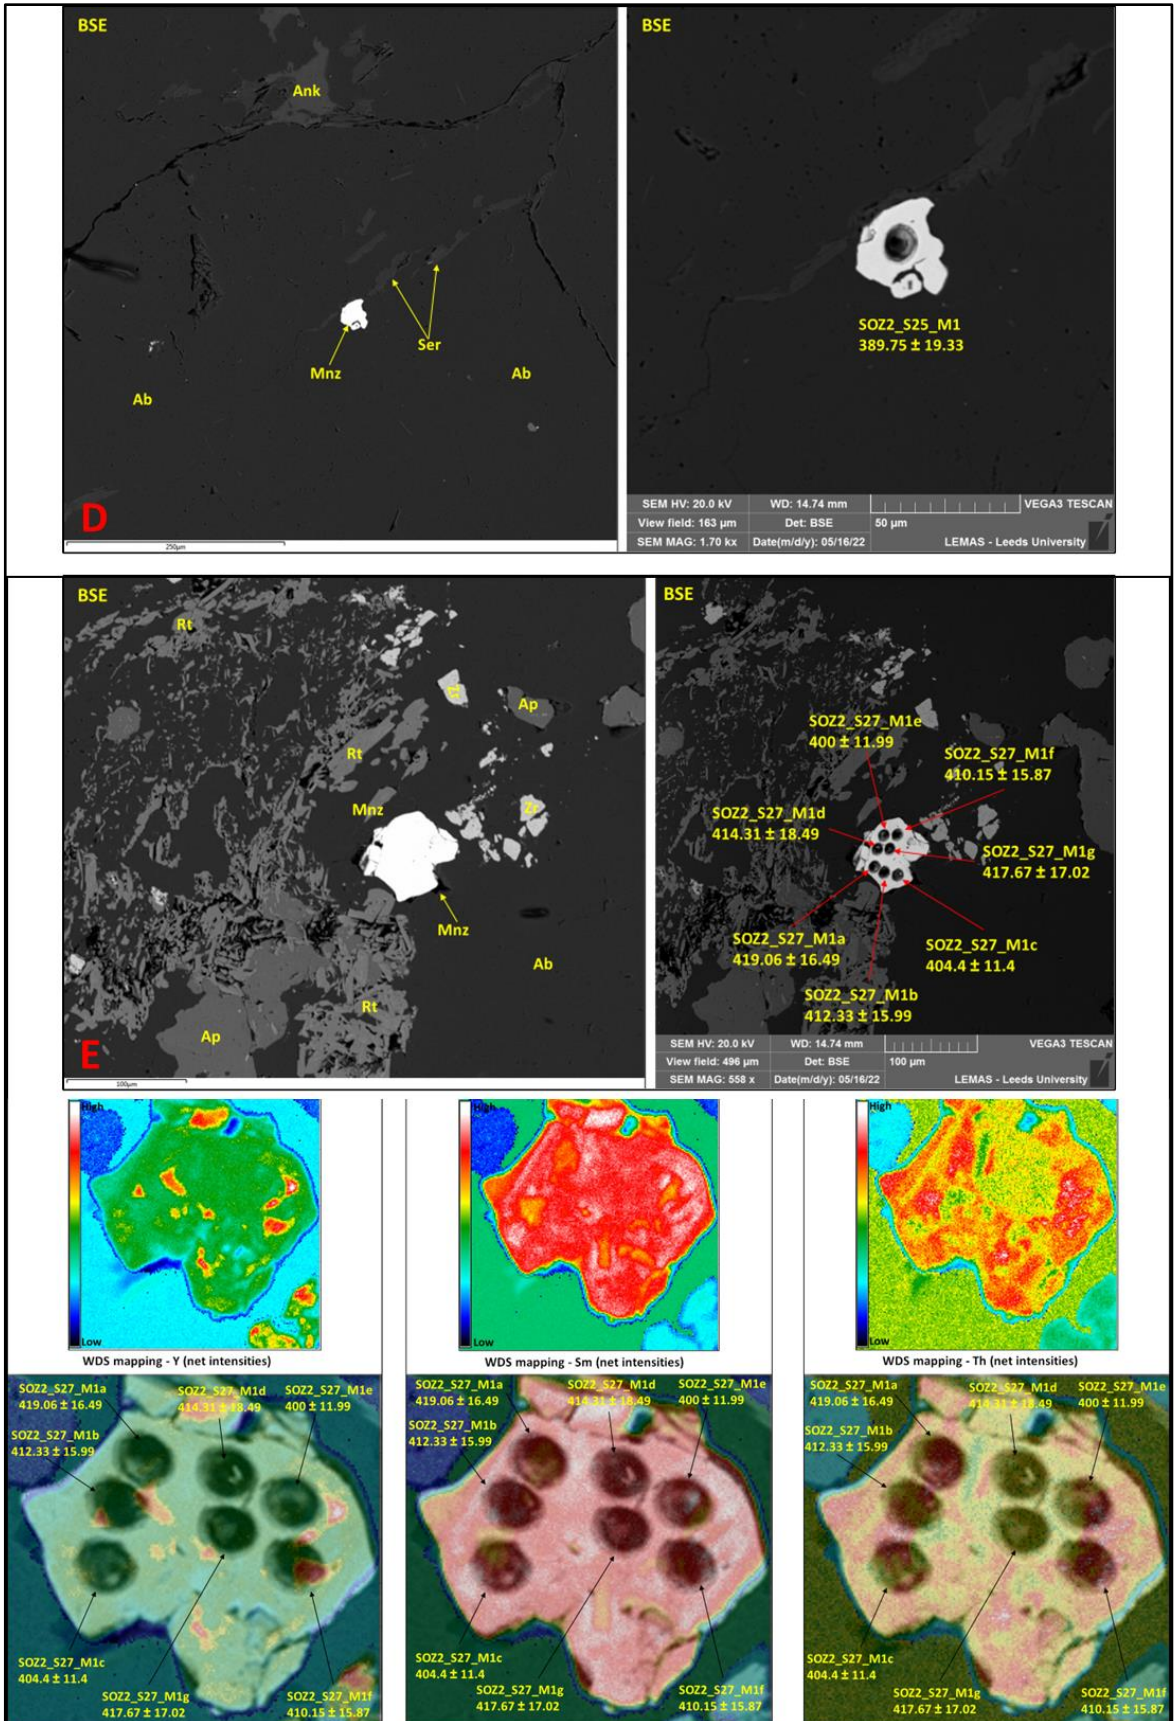 BSE
Ank
Ser
Mnz
Ab
Ab
D
250µm
BSE
SOZ2_S25_M1
389.75 ± 19.33
SEM HV: 20.0 kV
WD: 14.74 mm
VEGA3 TESCAN
View field: 163 µm
Det: BSE
50 µm
SEM MAG: 1.70 kx
Date(m/d/y): 05/16/22
LEMAS - Leeds University
BSE
Rt
Zr
Ap
Rt
Mnz
Zr
Mnz
Ab
Rt
Ap
E
100µm
BSE
SOZ2_S27_M1e
400 ± 11.99
SOZ2_S27_M1f
410.15 ± 15.87
SOZ2_S27_M1d
414.31 ± 18.49
SOZ2_S27_M1g
417.67 ± 17.02
SOZ2_S27_M1a
419.06 ± 16.49
SOZ2_S27_M1c
404.4 ± 11.4
SOZ2_S27_M1b
412.33 ± 15.99
SEM HV: 20.0 kV
WD: 14.74 mm
VEGA3 TESCAN
View field: 496 µm
Det: BSE
100 µm
SEM MAG: 558 x
Date(m/d/y): 05/16/22
LEMAS - Leeds University
High
Low
WDS mapping - Y (net intensities)
High
Low
WDS mapping - Sm (net intensities)
High
Low
WDS mapping - Th (net intensities)
SOZ2_S27_M1a
419.06 ± 16.49
SOZ2_S27_M1d
414.31 ± 18.49
SOZ2_S27_M1e
400 ± 11.99
SOZ2_S27_M1b
412.33 ± 15.99
SOZ2_S27_M1c
404.4 ± 11.4
SOZ2_S27_M1g
417.67 ± 17.02
SOZ2_S27_M1f
410.15 ± 15.87
SOZ2_S27_M1a
419.06 ± 16.49
SOZ2_S27_M1d
414.31 ± 18.49
SOZ2_S27_M1e
400 ± 11.99
SOZ2_S27_M1b
412.33 ± 15.99
SOZ2_S27_M1c
404.4 ± 11.4
SOZ2_S27_M1g
417.67 ± 17.02
SOZ2_S27_M1f
410.15 ± 15.87
SOZ2_S27_M1a
419.06 ± 16.49
SOZ2_S27_M1d
414.31 ± 18.49
SOZ2_S27_M1e
400 ± 11.99
SOZ2_S27_M1b
412.33 ± 15.99
SOZ2_S27_M1c
404.4 ± 11.4
SOZ2_S27_M1g
417.67 ± 17.02
SOZ2_S27_M1f
410.15 ± 15.87